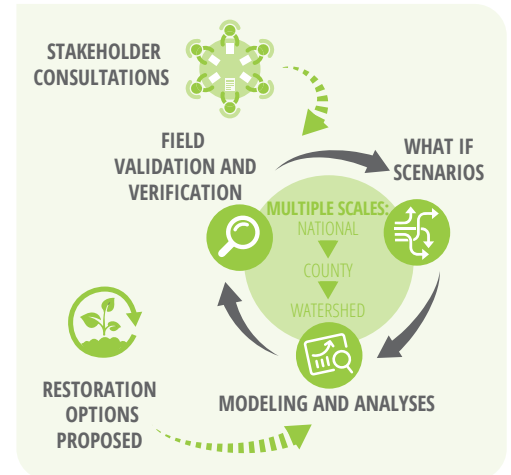 STAKEHOLDER
CONSULTATIONS
FIELD
VALIDATION AND
VERIFICATION
WHAT IF
SCENARIOS
MULTIPLE SCALES:
NATIONAL
COUNTY
WATERSHED
MODELING AND ANALYSES
RESTORATION
OPTIONS
PROPOSED